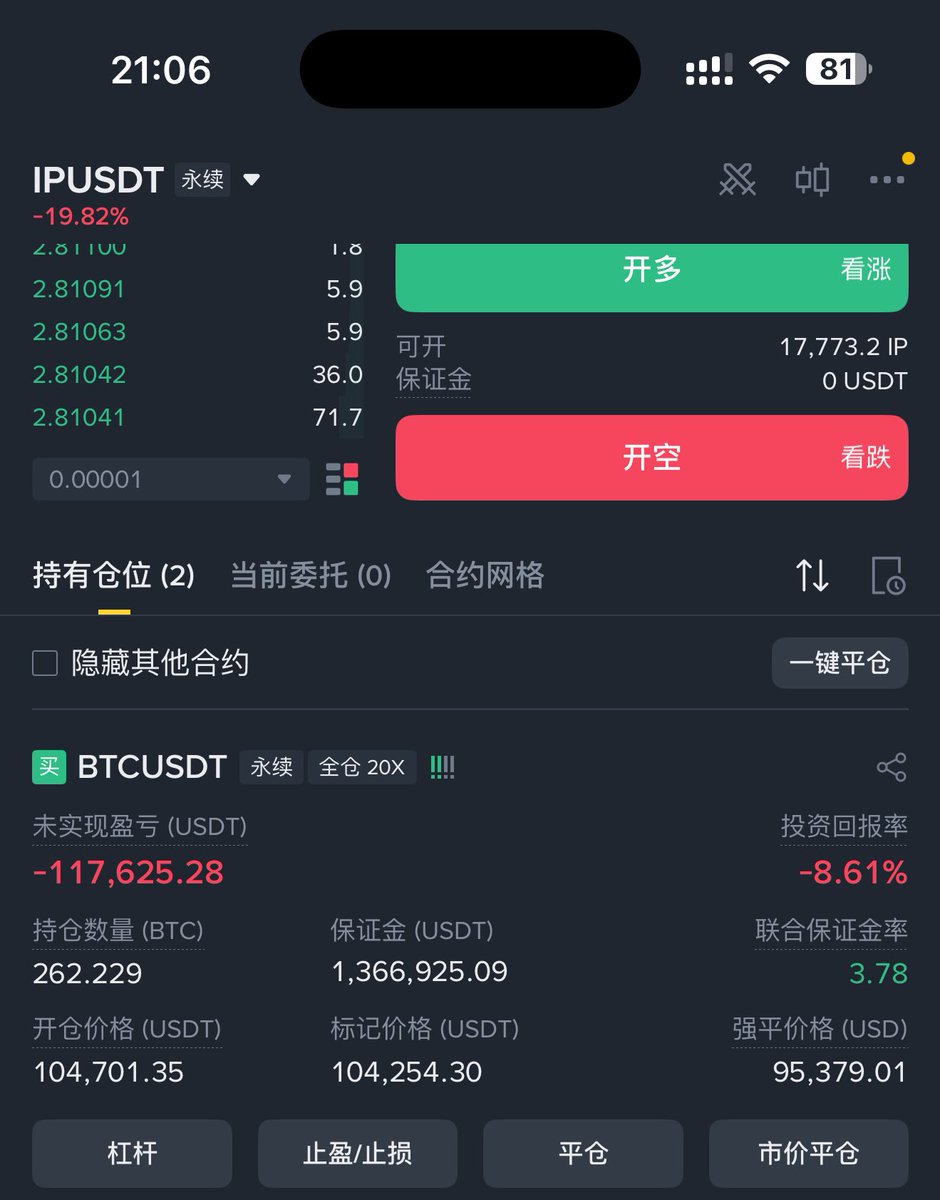 21:06
81
IPUSDT 永续
-19.82%
2.81100 1.8
2.81091 5.9
2.81063 5.9
2.81042 36.0
2.81041 71.7
0.00001
开多 看涨
可开 17,773.2 IP
保证金 0 USDT
开空 看跌
持有仓位 (2) 当前委托 (0) 合约网格
隐藏其他合约 一键平仓
买 BTCUSDT 永续 全仓 20X
未实现盈亏 (USDT) 投资回报率
-117,625.28 -8.61%
持仓数量 (BTC) 保证金 (USDT) 联合保证金率
262.229 1,366,925.09 3.78
开仓价格 (USDT) 标记价格 (USDT) 强平价格 (USD)
104,701.35 104,254.30 95,379.01
杠杆 止盈/止损 平仓 市价平仓